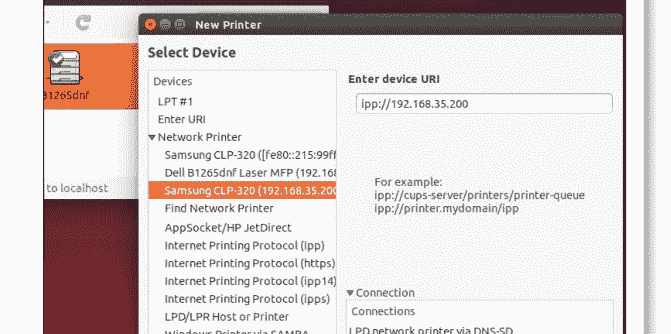 New Printer
Select Device
Devices
LPT #1
Enter URI
Network Printer
Samsung CLP-320 ([fe80::215:99ff
Dell B1265dnf Laser MFP (192.168
Samsung CLP-320 (192.168.35.200
Find Network Printer
AppSocket/HP JetDirect
Internet Printing Protocol (ipp)
Internet Printing Protocol (https)
Internet Printing Protocol (ipp14)
Internet Printing Protocol (ipps)
LPD/LPR Host or Printer
Windows Printer via SAMBA
Enter device URI
ipp://192.168.35.200
For example:
ipp://cups-server/printers/printer-queue
ipp://printer.mydomain/ipp
Connection
Connections
LPD network printer via DNS-SD
B1265dnf
to localhost